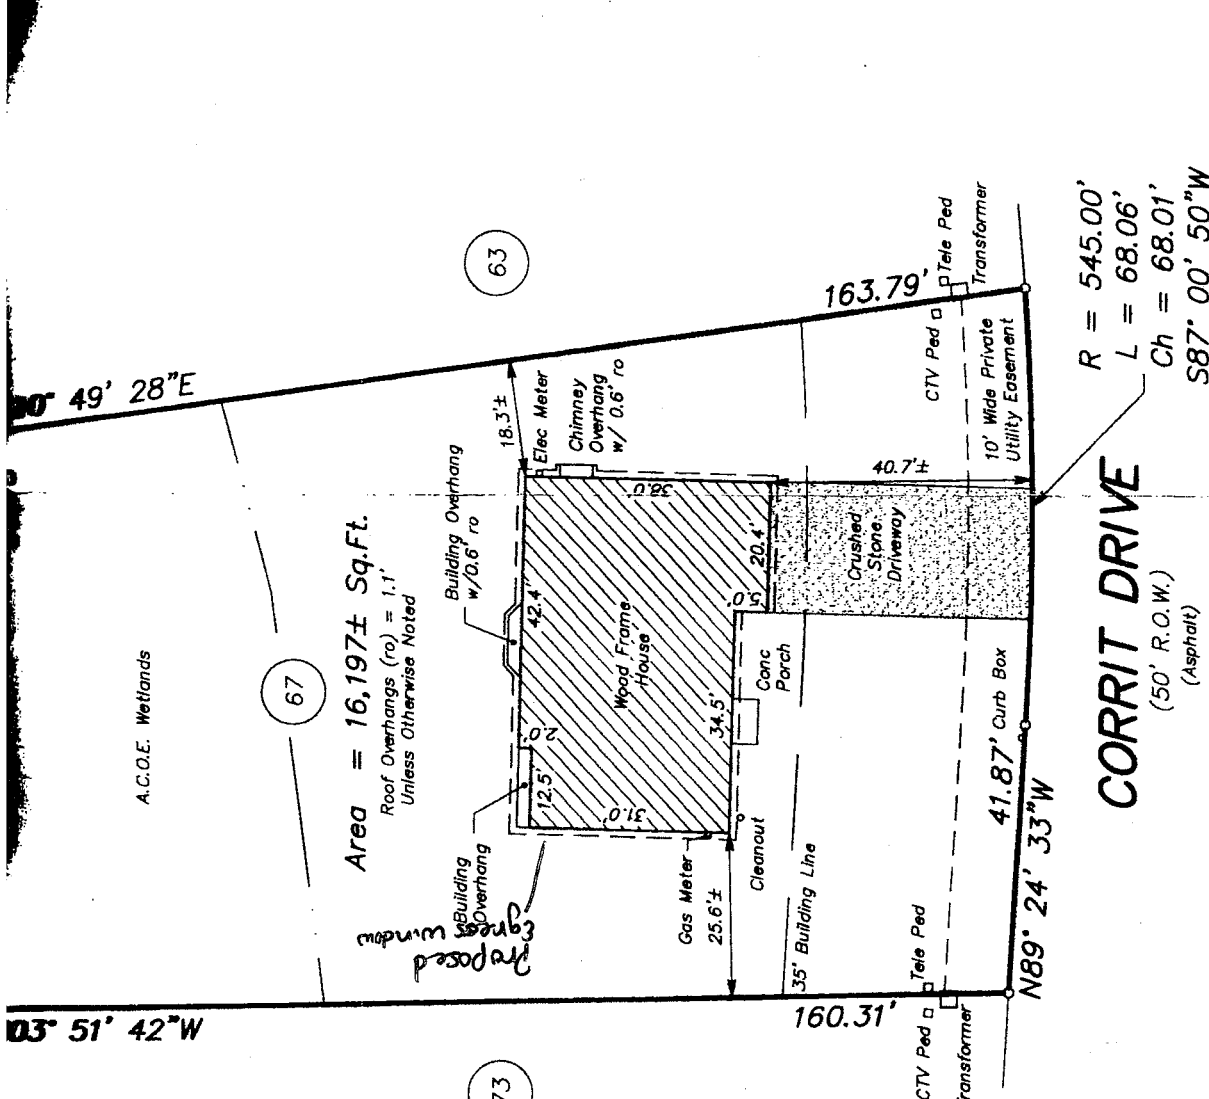 63
163.79'
Tele Ped
Transformer
CTV Ped
10' Wide Private
Utility Easement
R = 545.00'
L = 68.06'
Ch = 68.01'
S87° 00' 50"W
49' 28"E
18.3'±
Elec Meter
Chimney
Overhang
w/ 0.6' ro
Building Overhang
w/0.6' ro
38.0'
40.7'±
20.4'
5.0'
Crushed
Stone
Driveway
42.4'
Wood Frame
House
A.C.O.E. Wetlands
67
Area = 16,197± Sq.Ft.
Roof Overhangs (ro) = 1.1'
Unless Otherwise Noted
2.0'
12.5'
31.0'
34.5'
Conc
Porch
Curb Box
41.87'
N89° 24' 33"W
CORRIT DRIVE
(50' R.O.W.)
(Asphalt)
Building
Overhang
Proposed
Egress window
Gas Meter
Cleanout
25.6'±
35' Building Line
Tele Ped
160.31'
CTV Ped
03° 51' 42"W
73